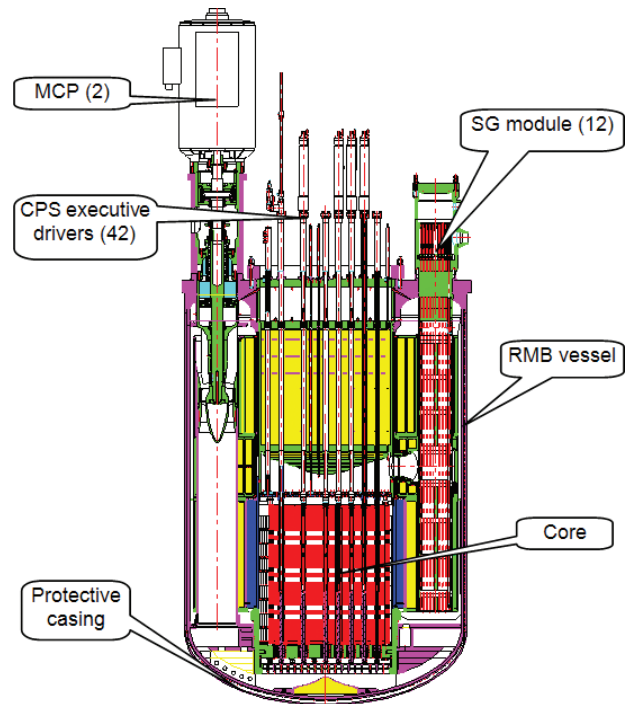 MCP (2)
SG module (12)
CPS executive
drivers (42)
RMB vessel
Core
Protective
casing